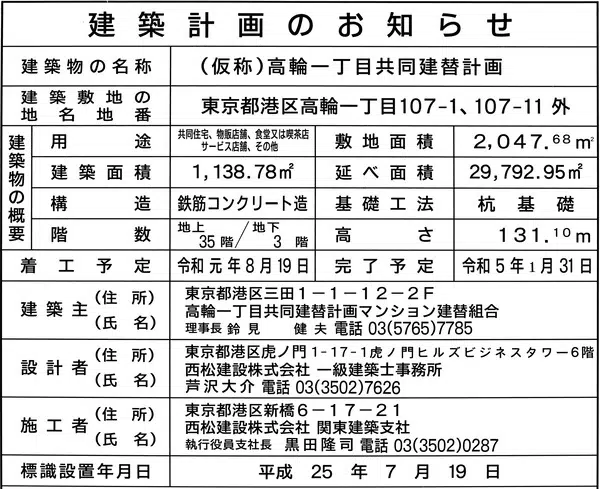 建築計画のお知らせ
建築物の名称 (仮称)高輪一丁目共同建替計画
建築敷地の
地名地番 東京都港区高輪一丁目107-1、107-11 外
建築物の概要
用途 共同住宅、物販店舗、食堂又は喫茶店
サービス店舗、その他
敷地面積 2,047.68㎡
建築面積 1,138.78㎡ 延べ面積 29,792.95㎡
構造 鉄筋コンクリート造 基礎工法 杭基礎
階数 地上 35階/地下 3階 高さ 131.10m
着工予定 令和元年8月19日 完了予定 令和5年1月31日
建築主 (住所) 東京都港区三田1-1-12-2F
(氏名) 高輪一丁目共同建替計画マンション建替組合
理事長 鈴見 健夫 電話 03(5765)7785
設計者 (住所) 東京都港区虎ノ門1-17-1虎ノ門ヒルズビジネスタワー6階
(氏名) 西松建設株式会社 一級建築士事務所
芦沢大介 電話 03(3502)7626
施工者 (住所) 東京都港区新橋6-17-21
(氏名) 西松建設株式会社 関東建築支社
執行役員支社長 黒田隆司 電話 03(3502)0287
標識設置年月日 平成 25 年 7 月 19 日